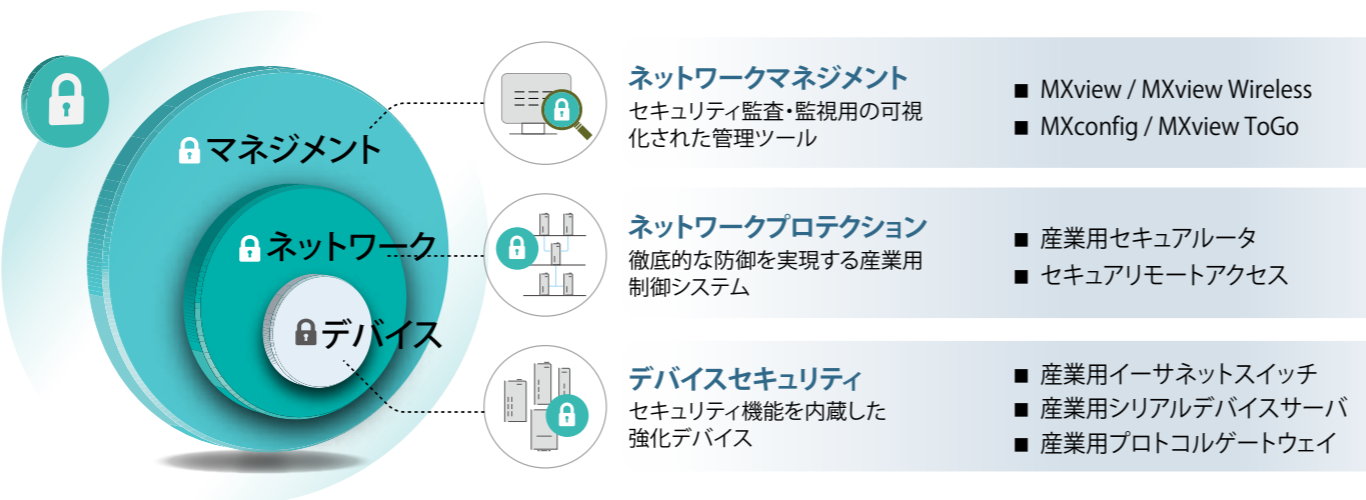 マネジメント
ネットワーク
デバイス
ネットワークマネジメント
セキュリティ監査・監視用の可視
化された管理ツール
■ MXview / MXview Wireless
■ MXconfig / MXview ToGo
ネットワークプロテクション
徹底的な防御を実現する産業用
制御システム
■ 産業用セキュアルータ
■ セキュアリモートアクセス
デバイスセキュリティ
セキュリティ機能を内蔵した
強化デバイス
■ 産業用イーサネットスイッチ
■ 産業用シリアルデバイスサーバ
■ 産業用プロトコルゲートウェイ